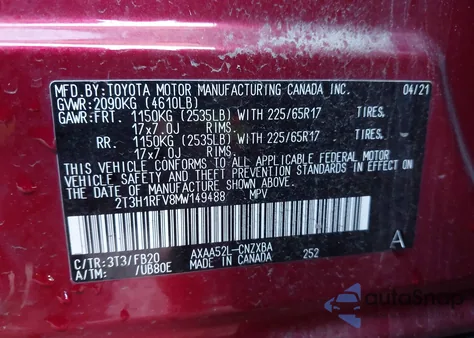 MFD.BY:TOYOTA MOTOR MANUFACTURING CANADA INC. 04/21
GVWR:2090KG (4610LB)
GAWR:FRT. 1150KG (2535LB) WITH 225/65R17 TIRES,
17x7.0J RIMS.
RR. 1150KG (2535LB) WITH 225/65R17 TIRES,
17x7.0J RIMS.
THIS VEHICLE CONFORMS TO ALL APPLICABLE FEDERAL MOTOR
VEHICLE SAFETY AND THEFT PREVENTION STANDARDS IN EFFECT
ON THE DATE OF MANUFACTURE SHOWN ABOVE.
2T3H1RFV8MW149488 MPV
C/TR:3T3/FB20 AXAA52L-CNZXBA
A/TM: /UB80E MADE IN CANADA 252 A
autoSnap